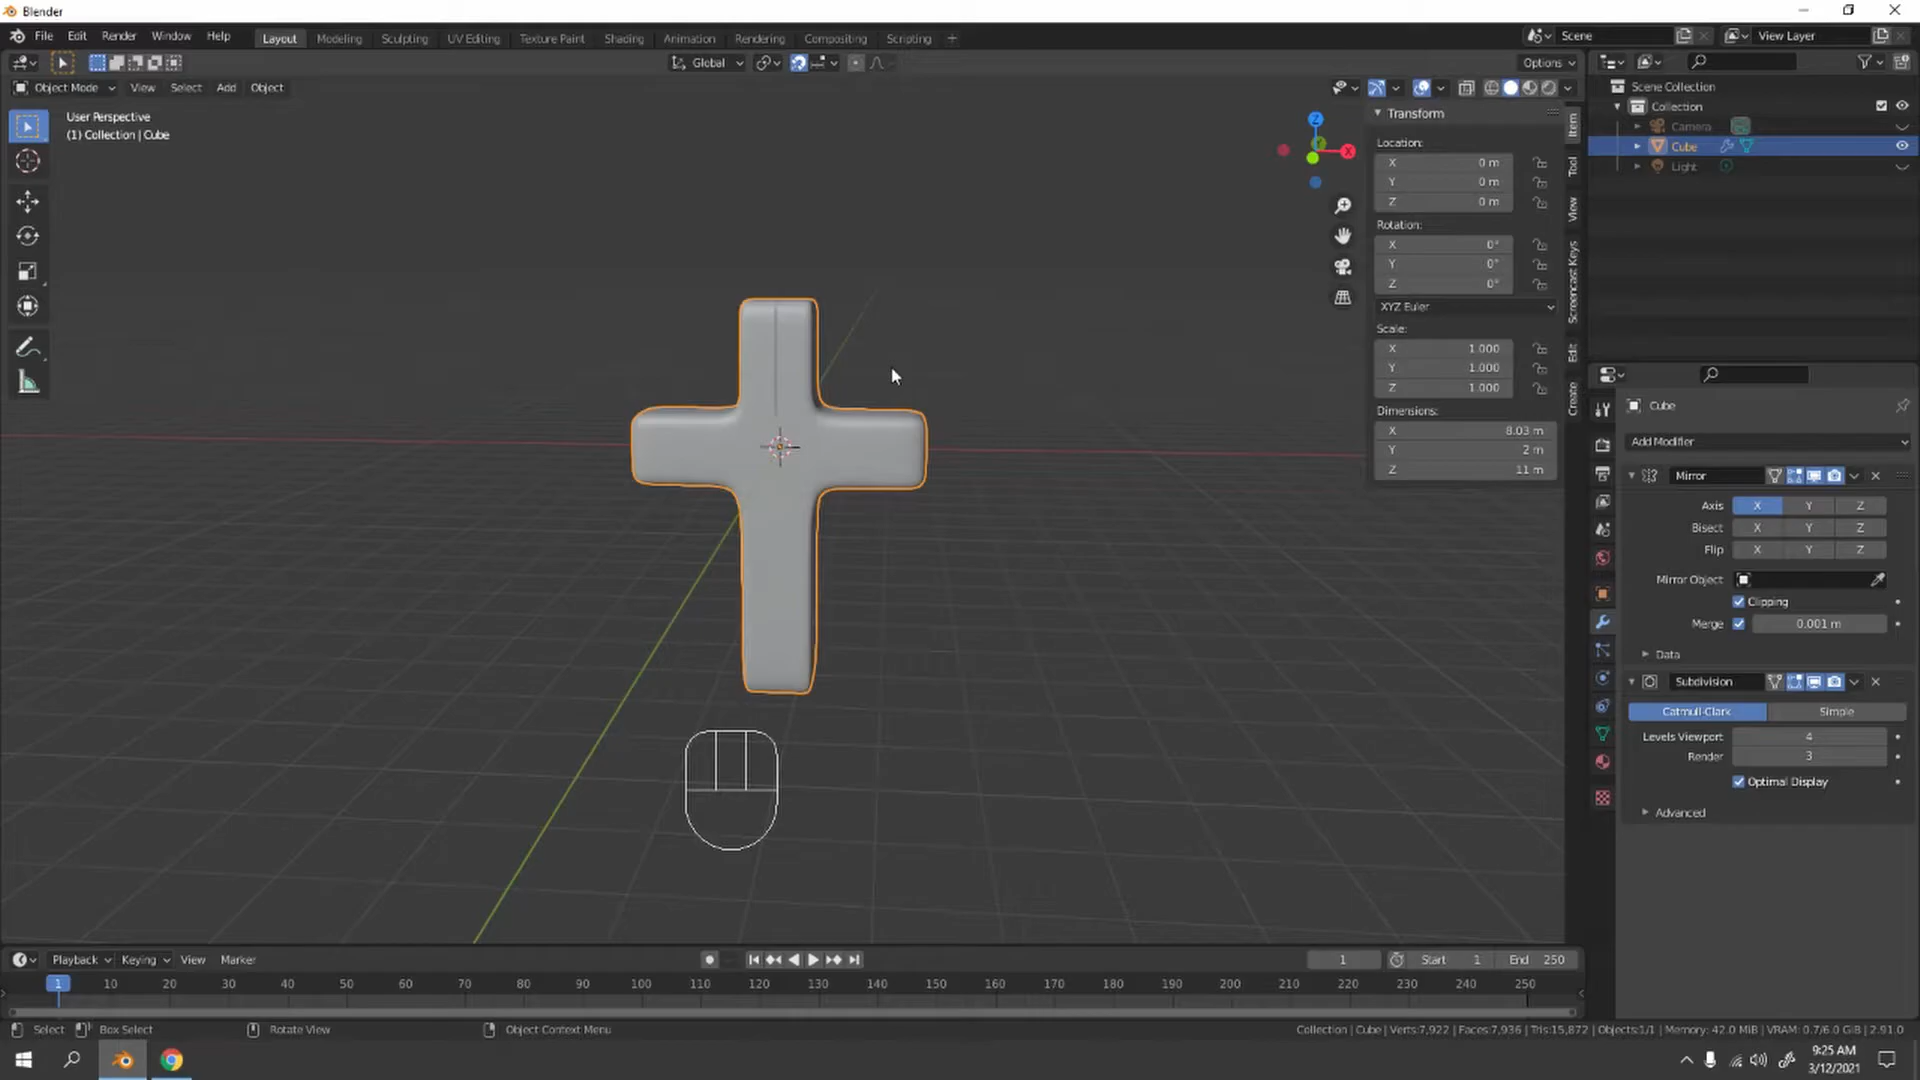 Blender
File Edit Render Window Help
Layout Modeling Sculpting UV Editing Texture Paint Shading Animation Rendering Compositing Scripting +
Scene
View Layer
Global
Options
Object Mode View Select Add Object
User Perspective
(1) Collection | Cube
Z
X
Transform
Location:
X 0 m
Y 0 m
Z 0 m
Rotation:
X 0°
Y 0°
Z 0°
XYZ Euler
Scale:
X 1.000
Y 1.000
Z 1.000
Dimensions:
X 8.03 m
Y 2 m
Z 11 m
Item
Tool
View
Screencast Keys
Edit
Create
Scene Collection
Collection
Camera
Cube
Light
Cube
Add Modifier
Mirror
Axis X Y Z
Bisect X Y Z
Flip X Y Z
Mirror Object
Clipping
Merge 0.001 m
Data
Subdivision
Catmull-Clark Simple
Levels Viewport 4
Render 3
Optimal Display
Advanced
Playback Keying View Marker
1 Start 1 End 250
1 10 20 30 40 50 60 70 80 90 100 110 120 130 140 150 160 170 180 190 200 210 220 230 240 250
Select Box Select Rotate View Object Context Menu
Collection | Cube | Verts:7,922 | Faces:7,936 | Tris:15,872 | Objects:1/1 | Memory: 42.0 MiB | VRAM: 0.7/6.0 GiB | 2.91.0
9:25 AM
3/12/2021